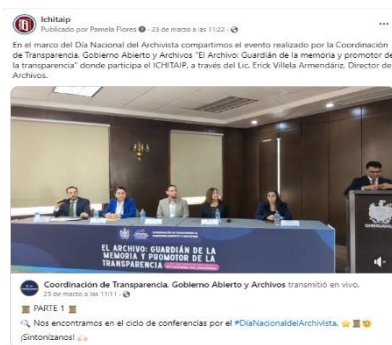 Ichitaip
Publicado por Pamela Flores · 23 de marzo a las 11:22 ·
En el marco del Día Nacional del Archivista compartimos el evento realizado por la Coordinación
de Transparencia, Gobierno Abierto y Archivos "El Archivo: Guardián de la memoria y promotor de
la transparencia" donde participa el ICHITAIP, a través del Lic. Erick Villela Armendáriz, Director de
Archivos.
EL ARCHIVO: GUARDIÁN DE LA
MEMORIA Y PROMOTOR DE LA
TRANSPARENCIA
Coordinación de Transparencia, Gobierno Abierto y Archivos transmitió en vivo.
23 de marzo a las 11:11 ·
PARTE 1
Nos encontramos en el ciclo de conferencias por el #DíaNacionaldelArchivista.
¡Sintonízanos!